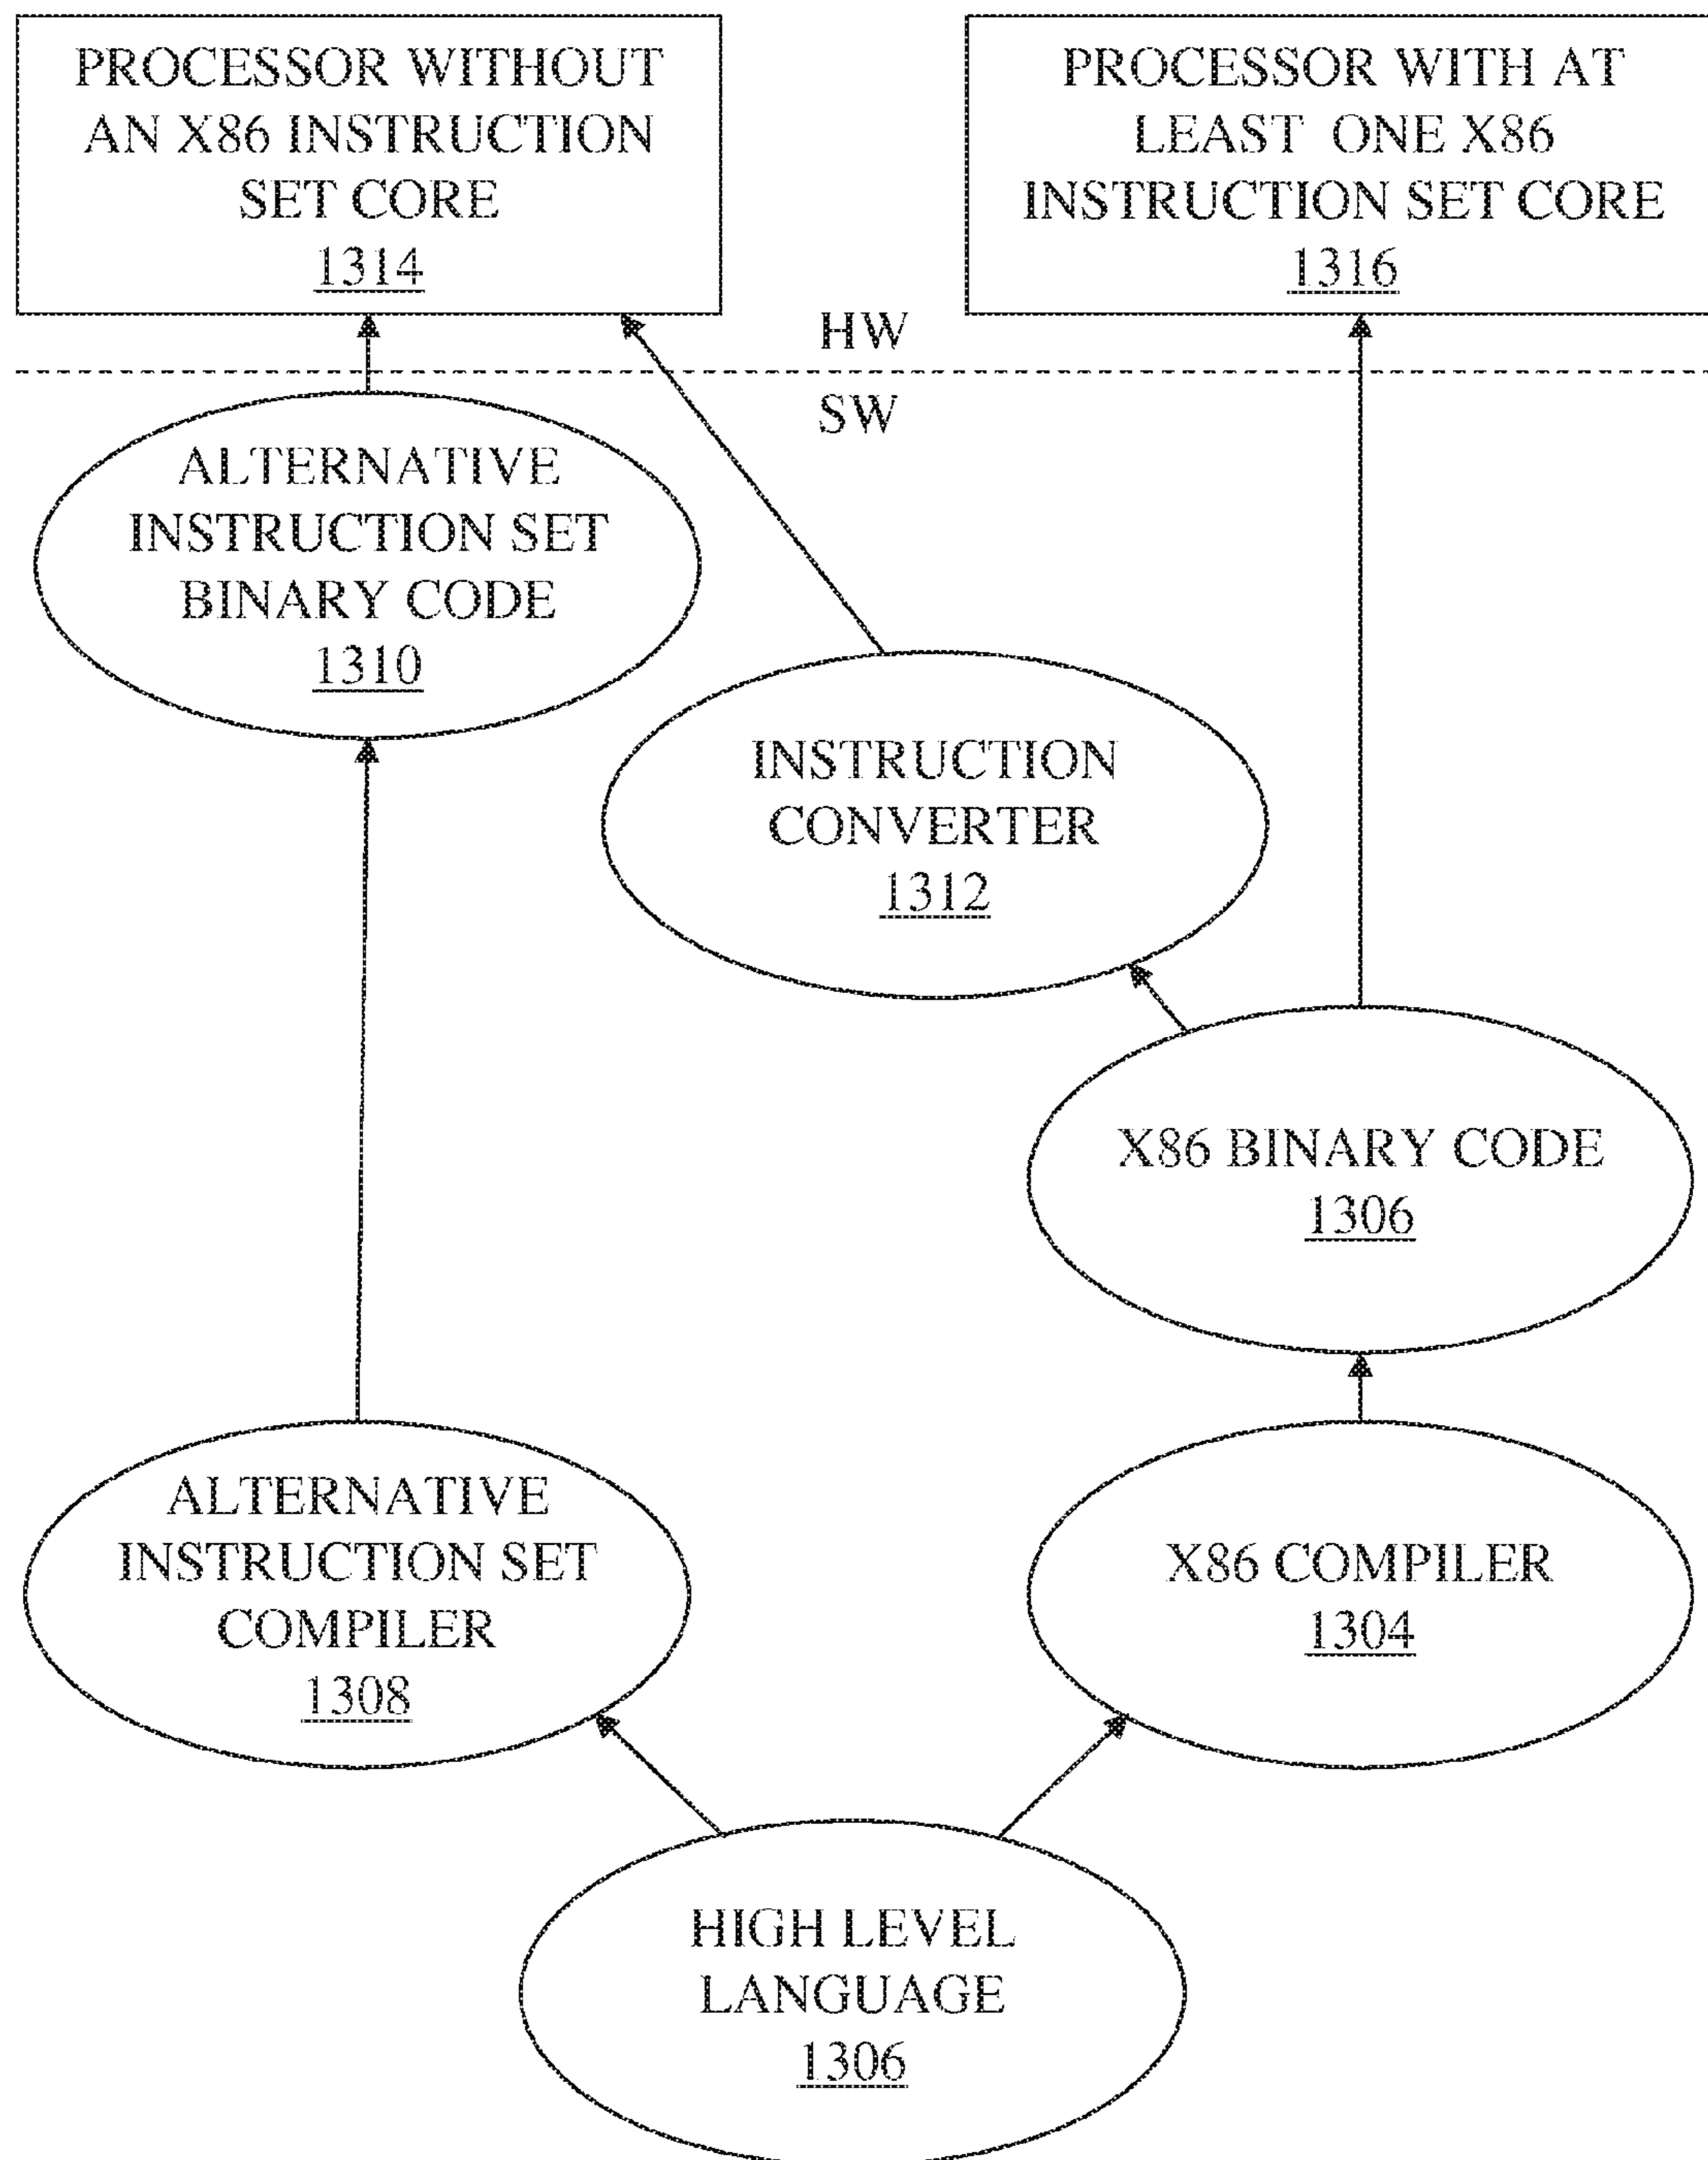 PROCESSOR WITHOUT
AN X86 INSTRUCTION
SET CORE
1314
PROCESSOR WITH AT
LEAST ONE X86
INSTRUCTION SET CORE
1316
HW
SW
ALTERNATIVE
INSTRUCTION SET
BINARY CODE
1310
INSTRUCTION
CONVERTER
1312
X86 BINARY CODE
1306
ALTERNATIVE
INSTRUCTION SET
COMPILER
1308
X86 COMPILER
1304
HIGH LEVEL
LANGUAGE
1306